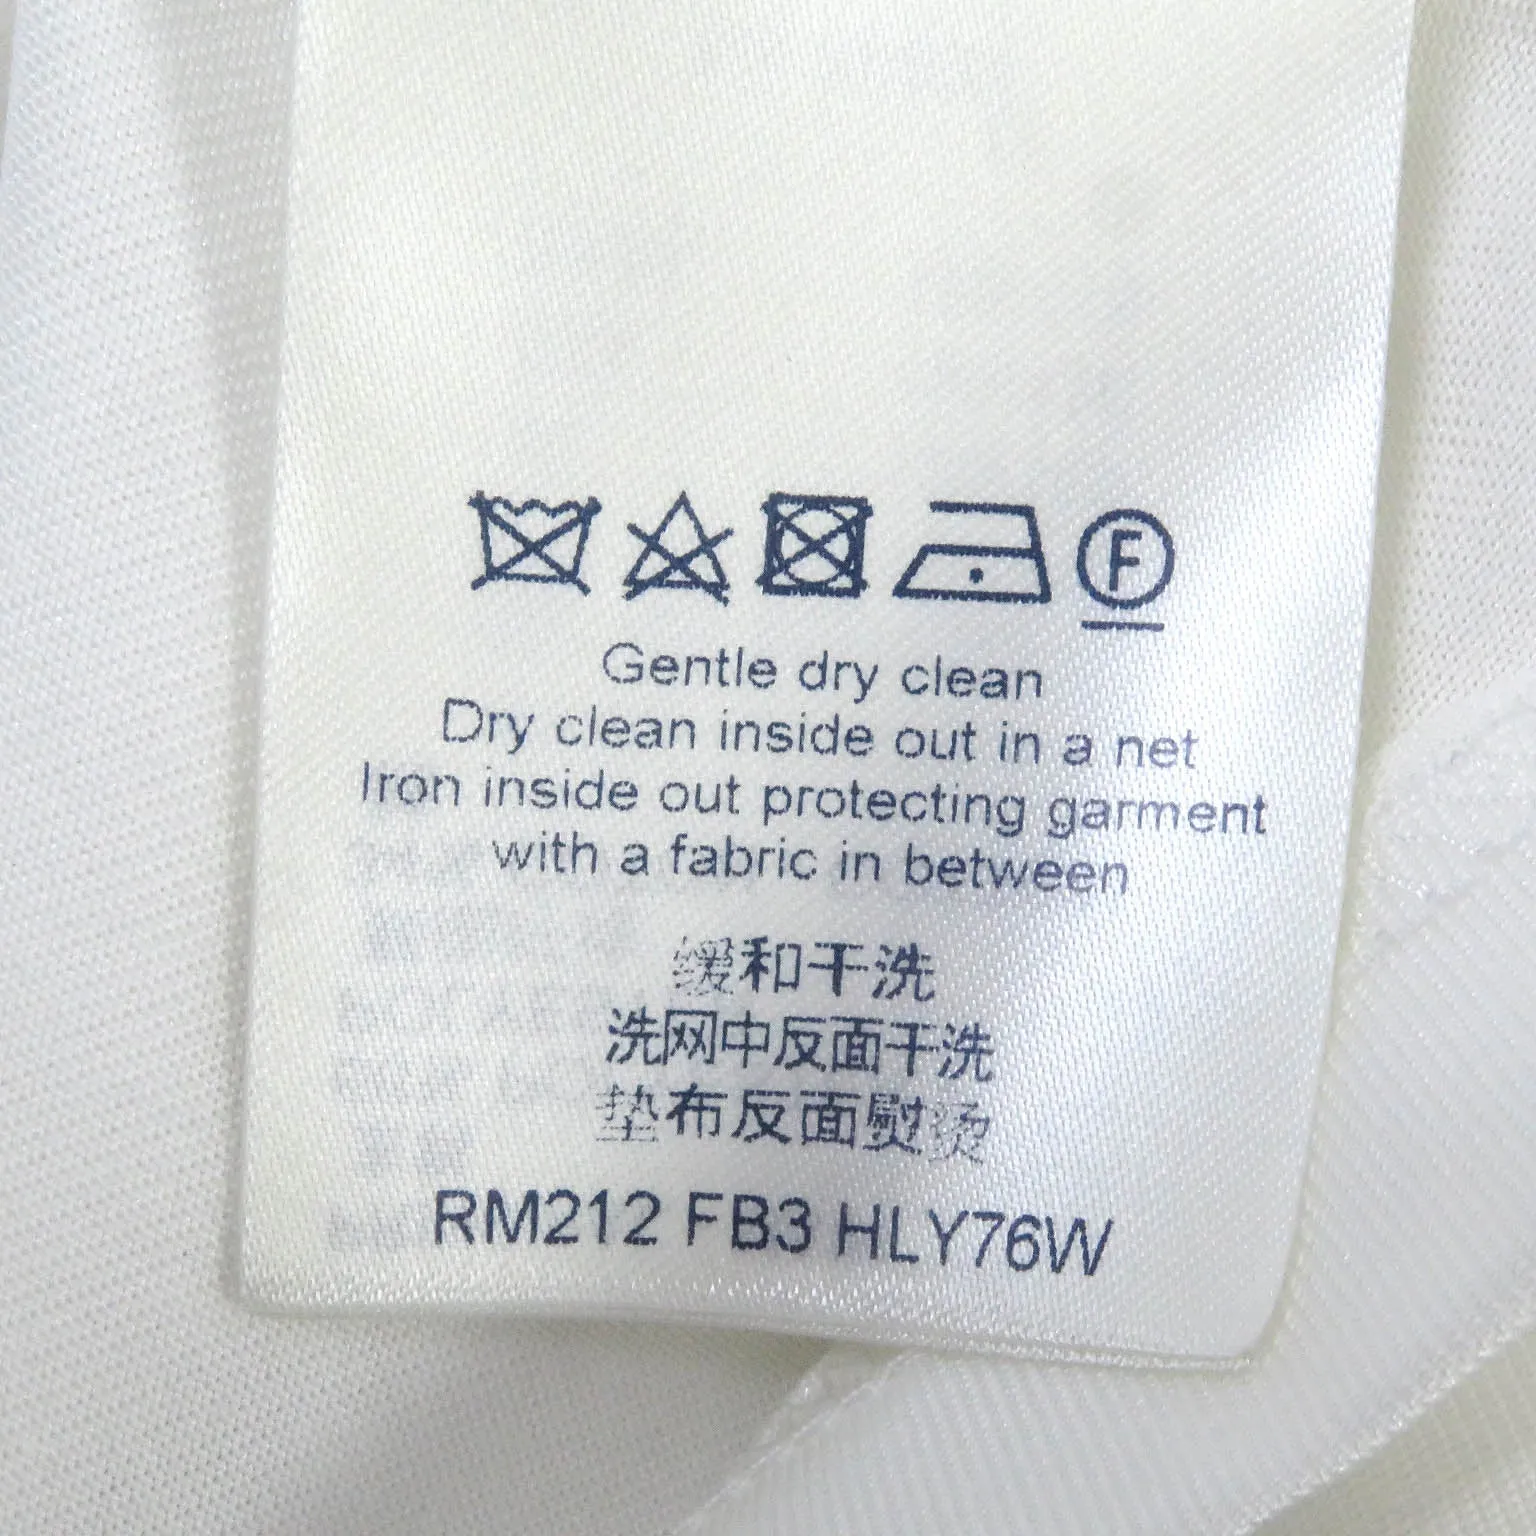 F
Gentle dry clean
Dry clean inside out in a net
Iron inside out protecting garment
with a fabric in between
缓和干洗
洗网中反面干洗
垫布反面熨烫
RM212 FB3 HLY76W